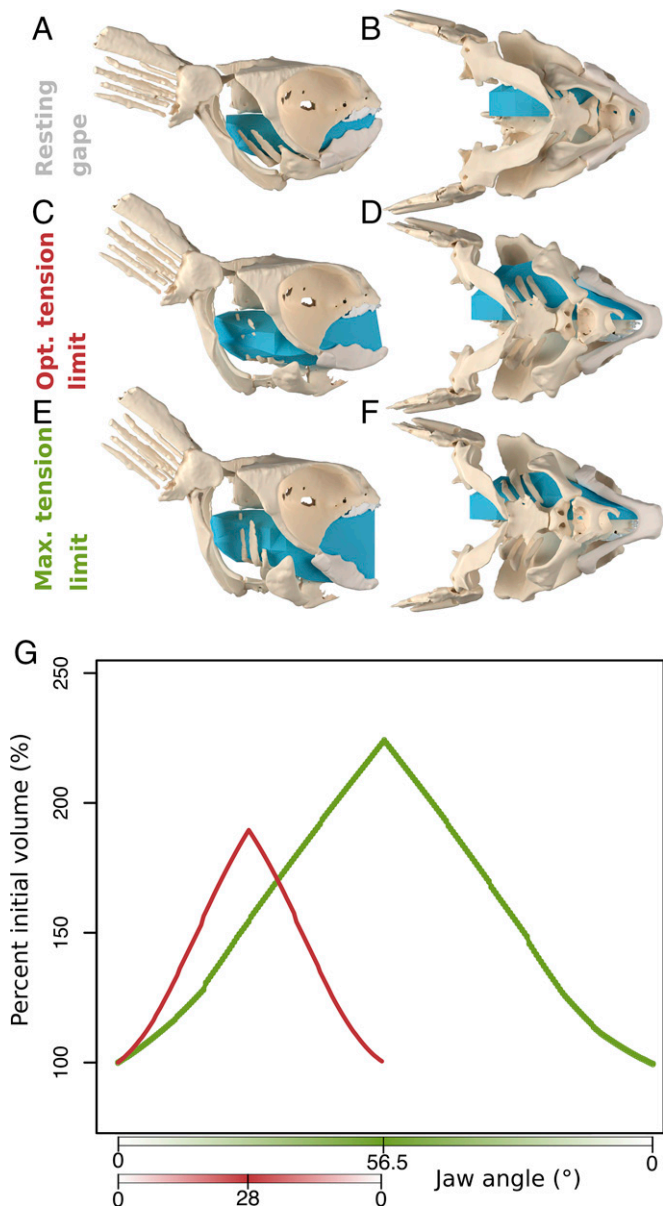 A
B
Resting
gape
C
D
Opt. tension
limit
E
F
Max. tension
limit
G
250
200
150
100
Percent initial volume (%)
0
56.5
0
Jaw angle (°)
0
28
0